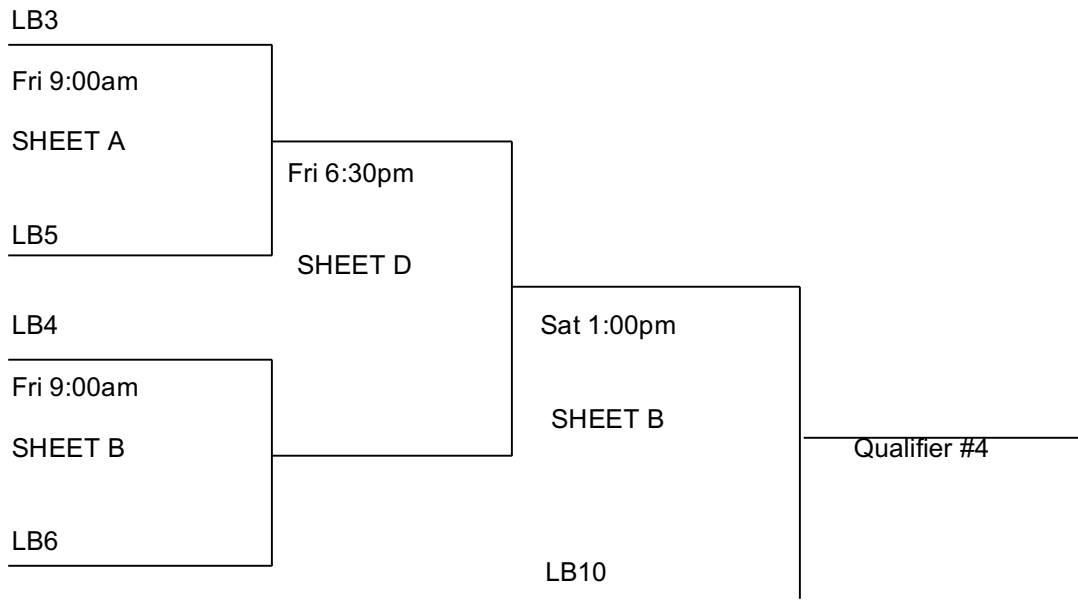 LB3
Fri 9:00am
SHEET A
LB5
Fri 6:30pm
SHEET D
LB4
Fri 9:00am
SHEET B
LB6
Sat 1:00pm
SHEET B
LB10
Qualifier #4